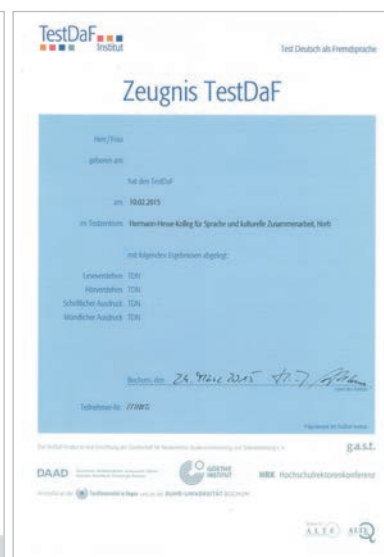 TestDaF
Institut
Test Deutsch als Fremdsprache
Zeugnis TestDaF
Herr/Frau
geboren am
hat den TestDaF
am 10.02.2015
im Testzentrum Hermann-Hesse-Kolleg für Sprache und kulturelle Zusammenarbeit, Horb
mit folgenden Ergebnissen abgelegt:
Leseverstehen TDN
Hörverstehen TDN
Schriftlicher Ausdruck TDN
Mündlicher Ausdruck TDN
Bochum, den 24. März 2015
Teilnehmer-Nr.
g.a.s.t.
DAAD
GOETHE
INSTITUT
HRK Hochschulrektorenkonferenz
RUHR-UNIVERSITÄT BOCHUM
ALTE
ALTE Q